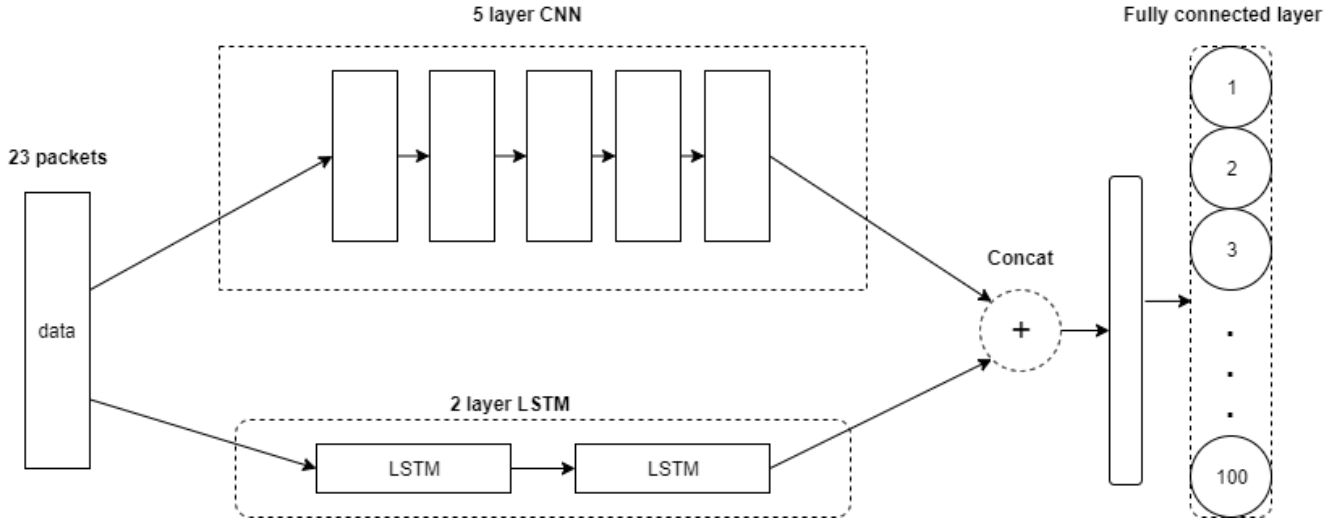 5 layer CNN
Fully connected layer
23 packets
data
2 layer LSTM
LSTM
LSTM
Concat
+
1
2
3
.
.
.
100